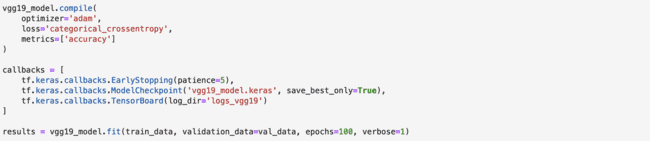 vgg19_model.compile(
    optimizer='adam',
    loss='categorical_crossentropy',
    metrics=['accuracy']
)
callbacks = [
    tf.keras.callbacks.EarlyStopping(patience=5),
    tf.keras.callbacks.ModelCheckpoint('vgg19_model.keras', save_best_only=True),
    tf.keras.callbacks.TensorBoard(log_dir='logs_vgg19')
]
results = vgg19_model.fit(train_data, validation_data=val_data, epochs=100, verbose=1)